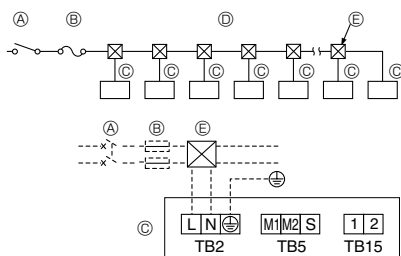 Ⓐ Ⓑ Ⓓ Ⓔ
Ⓒ Ⓒ Ⓒ Ⓒ Ⓒ Ⓒ Ⓒ
Ⓐ Ⓑ Ⓔ
Ⓒ L N M1 M2 S 1 2
TB2 TB5 TB15